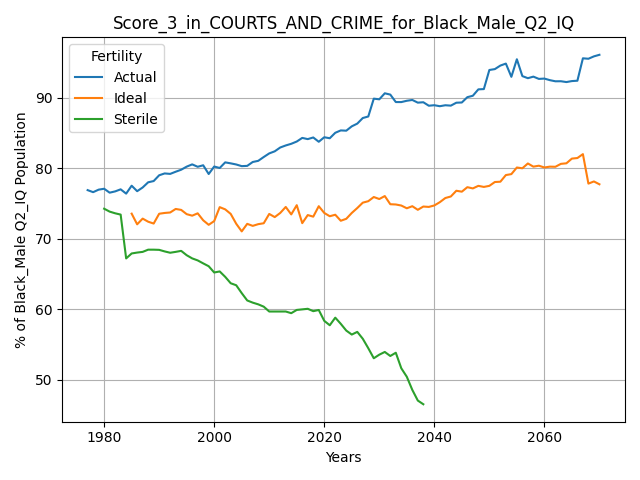 Score_3_in_COURTS_AND_CRIME_for_Black_Male_Q2_IQ
Fertility
Actual
Ideal
Sterile
% of Black_Male Q2_IQ Population
90
80
70
60
50
1980 2000 2020 2040 2060
Years